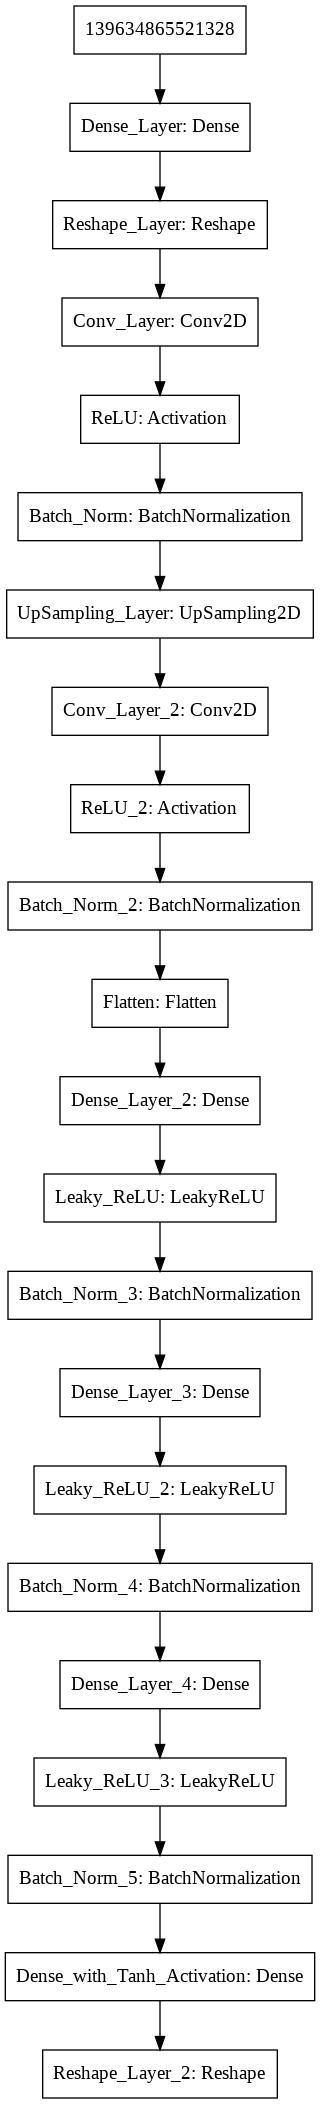 139634865521328
Dense_Layer: Dense
Reshape_Layer: Reshape
Conv_Layer: Conv2D
ReLU: Activation
Batch_Norm: BatchNormalization
UpSampling_Layer: UpSampling2D
Conv_Layer_2: Conv2D
ReLU_2: Activation
Batch_Norm_2: BatchNormalization
Flatten: Flatten
Dense_Layer_2: Dense
Leaky_ReLU: LeakyReLU
Batch_Norm_3: BatchNormalization
Dense_Layer_3: Dense
Leaky_ReLU_2: LeakyReLU
Batch_Norm_4: BatchNormalization
Dense_Layer_4: Dense
Leaky_ReLU_3: LeakyReLU
Batch_Norm_5: BatchNormalization
Dense_with_Tanh_Activation: Dense
Reshape_Layer_2: Reshape